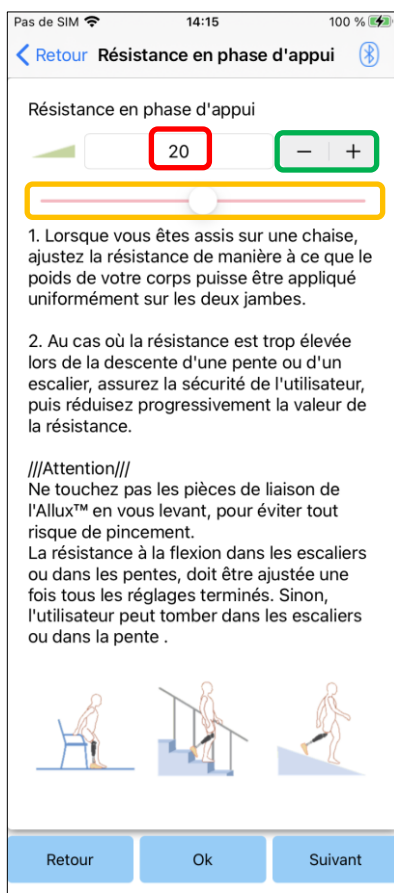 Pas de SIM 14:15 100 %
Retour Résistance en phase d'appui
Résistance en phase d'appui
20 − +
1. Lorsque vous êtes assis sur une chaise,
ajustez la résistance de manière à ce que le
poids de votre corps puisse être appliqué
uniformément sur les deux jambes.
2. Au cas où la résistance est trop élevée
lors de la descente d'une pente ou d'un
escalier, assurez la sécurité de l'utilisateur,
puis réduisez progressivement la valeur de
la résistance.
///Attention///
Ne touchez pas les pièces de liaison de
l'Allux™ en vous levant, pour éviter tout
risque de pincement.
La résistance à la flexion dans les escaliers
ou dans les pentes, doit être ajustée une
fois tous les réglages terminés. Sinon,
l'utilisateur peut tomber dans les escaliers
ou dans la pente .
Retour Ok Suivant